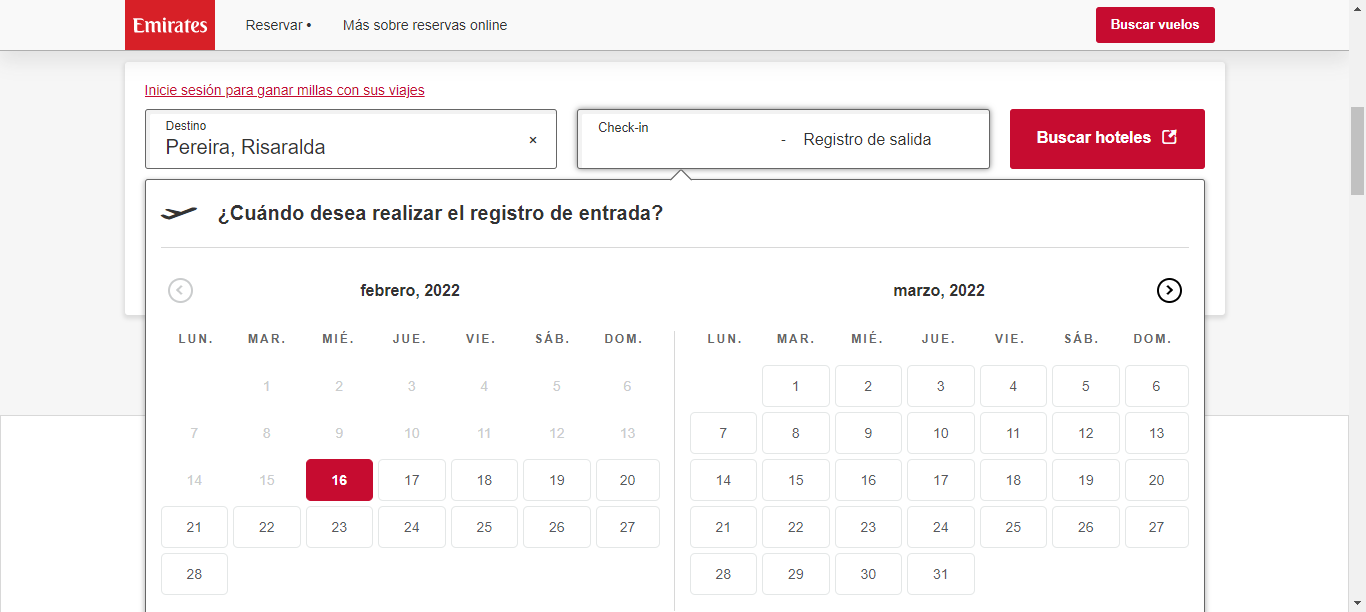 Emirates
Reservar •
Más sobre reservas online
Buscar vuelos
Inicie sesión para ganar millas con sus viajes
Destino
Pereira, Risaralda ×
Check-in
- Registro de salida
Buscar hoteles
¿Cuándo desea realizar el registro de entrada?
febrero, 2022
LUN. MAR. MIÉ. JUE. VIE. SÁB. DOM.
1 2 3 4 5 6
7 8 9 10 11 12 13
14 15 16 17 18 19 20
21 22 23 24 25 26 27
28
marzo, 2022
LUN. MAR. MIÉ. JUE. VIE. SÁB. DOM.
1 2 3 4 5 6
7 8 9 10 11 12 13
14 15 16 17 18 19 20
21 22 23 24 25 26 27
28 29 30 31